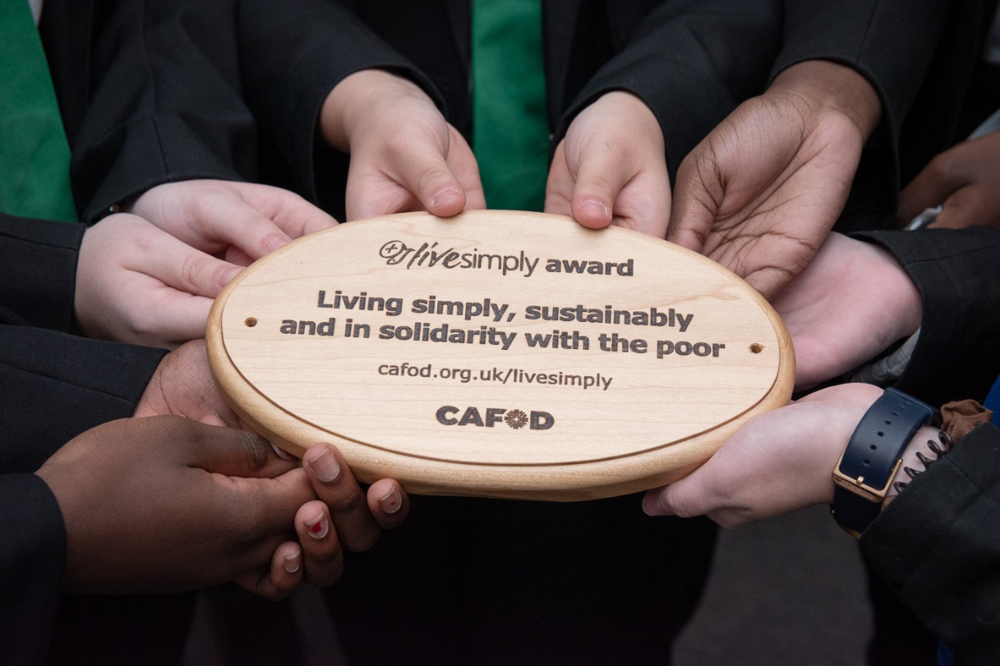 livesimply award
Living simply, sustainably
and in solidarity with the poor
cafod.org.uk/livesimply
CAFOD